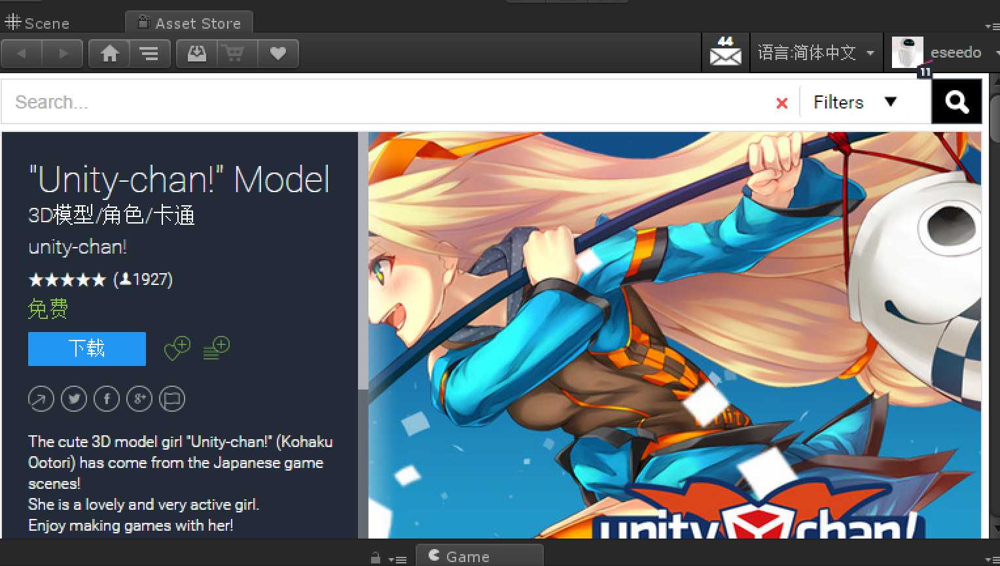 Scene
Asset Store
44
语言:简体中文
eseedo
11
Search...
Filters
"Unity-chan!" Model
3D模型/角色/卡通
unity-chan!
(1927)
免费
下载
The cute 3D model girl "Unity-chan!" (Kohaku
Ootori) has come from the Japanese game
scenes!
She is a lovely and very active girl.
Enjoy making games with her!
unity chan!
Game